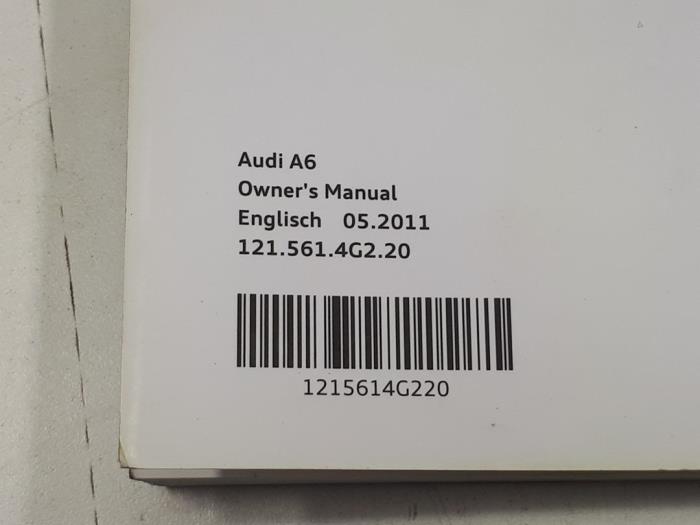 Audi A6
Owner's Manual
Englisch 05.2011
121.561.4G2.20
1215614G220